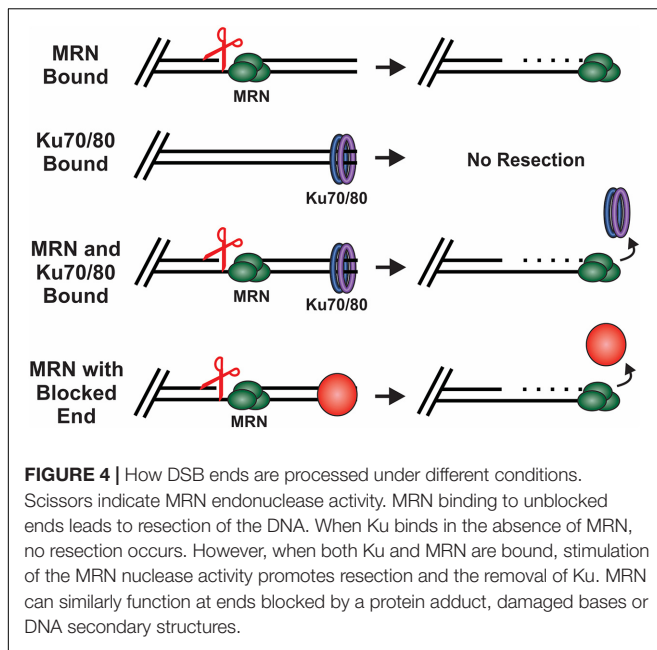 MRN
Bound
MRN
Ku70/80
Bound
Ku70/80
No Resection
MRN and
Ku70/80
Bound
MRN
Ku70/80
MRN with
Blocked
End
MRN
FIGURE 4 | How DSB ends are processed under different conditions.
Scissors indicate MRN endonuclease activity. MRN binding to unblocked
ends leads to resection of the DNA. When Ku binds in the absence of MRN,
no resection occurs. However, when both Ku and MRN are bound, stimulation
of the MRN nuclease activity promotes resection and the removal of Ku. MRN
can similarly function at ends blocked by a protein adduct, damaged bases or
DNA secondary structures.